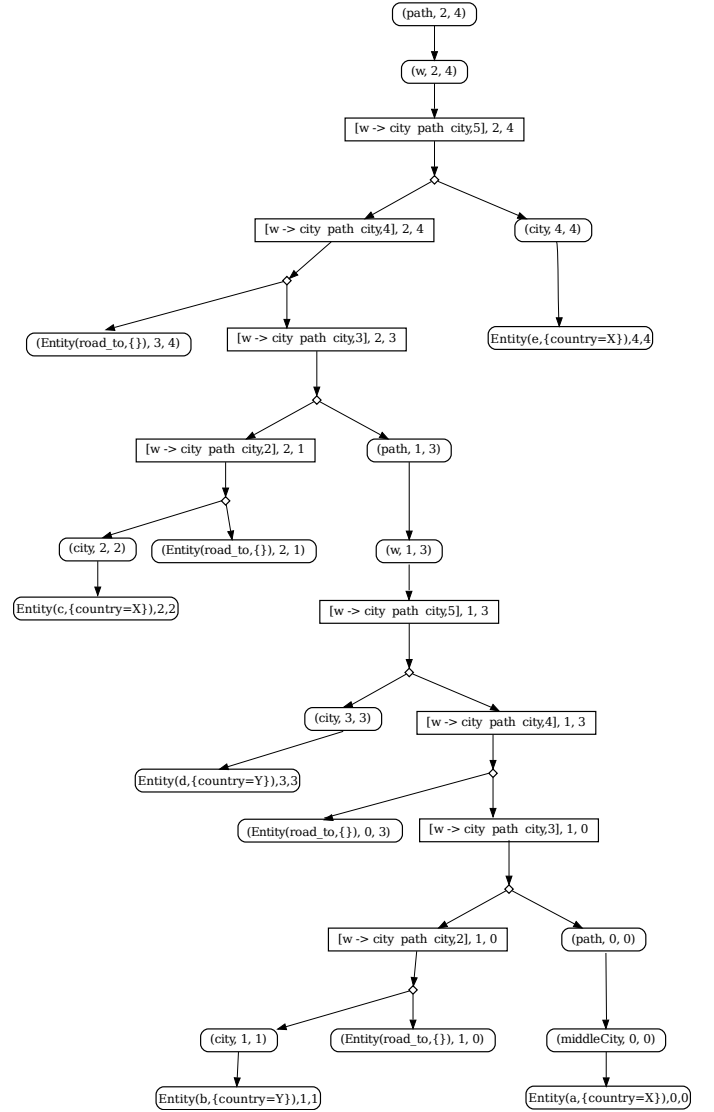 (path, 2, 4)
(w, 2, 4)
[w -> city path city,5], 2, 4
[w -> city path city,4], 2, 4
(city, 4, 4)
(Entity(road_to,{}), 3, 4)
[w -> city path city,3], 2, 3
Entity(e,{country=X}),4,4
[w -> city path city,2], 2, 1
(path, 1, 3)
(city, 2, 2)
(Entity(road_to,{}), 2, 1)
(w, 1, 3)
Entity(c,{country=X}),2,2
[w -> city path city,5], 1, 3
(city, 3, 3)
[w -> city path city,4], 1, 3
Entity(d,{country=Y}),3,3
(Entity(road_to,{}), 0, 3)
[w -> city path city,3], 1, 0
[w -> city path city,2], 1, 0
(path, 0, 0)
(city, 1, 1)
(Entity(road_to,{}), 1, 0)
(middleCity, 0, 0)
Entity(b,{country=Y}),1,1
Entity(a,{country=X}),0,0